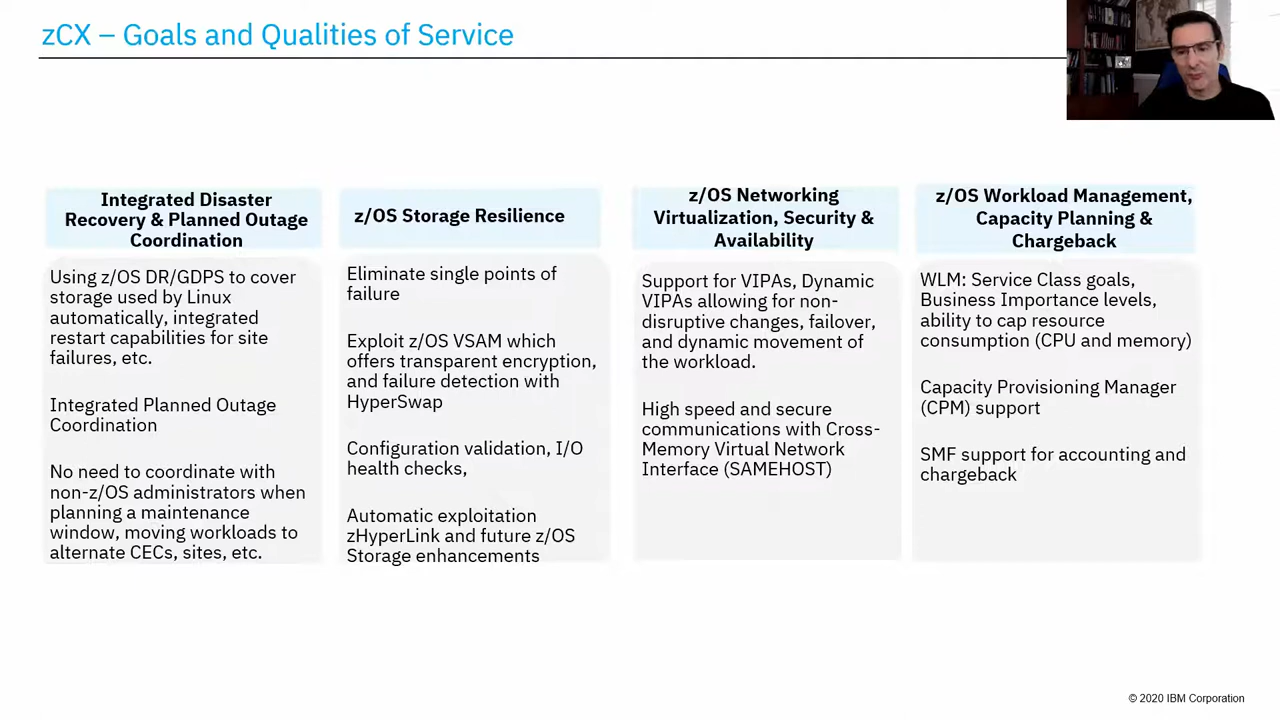 zCX – Goals and Qualities of Service
Integrated Disaster
Recovery & Planned Outage
Coordination
Using z/OS DR/GDPS to cover
storage used by Linux
automatically, integrated
restart capabilities for site
failures, etc.
Integrated Planned Outage
Coordination
No need to coordinate with
non-z/OS administrators when
planning a maintenance
window, moving workloads to
alternate CECs, sites, etc.
z/OS Storage Resilience
Eliminate single points of
failure
Exploit z/OS VSAM which
offers transparent encryption,
and failure detection with
HyperSwap
Configuration validation, I/O
health checks,
Automatic exploitation
zHyperLink and future z/OS
Storage enhancements
z/OS Networking
Virtualization, Security &
Availability
Support for VIPAs, Dynamic
VIPAs allowing for non-
disruptive changes, failover,
and dynamic movement of
the workload.
High speed and secure
communications with Cross-
Memory Virtual Network
Interface (SAMEHOST)
z/OS Workload Management,
Capacity Planning &
Chargeback
WLM: Service Class goals,
Business Importance levels,
ability to cap resource
consumption (CPU and memory)
Capacity Provisioning Manager
(CPM) support
SMF support for accounting and
chargeback
© 2020 IBM Corporation